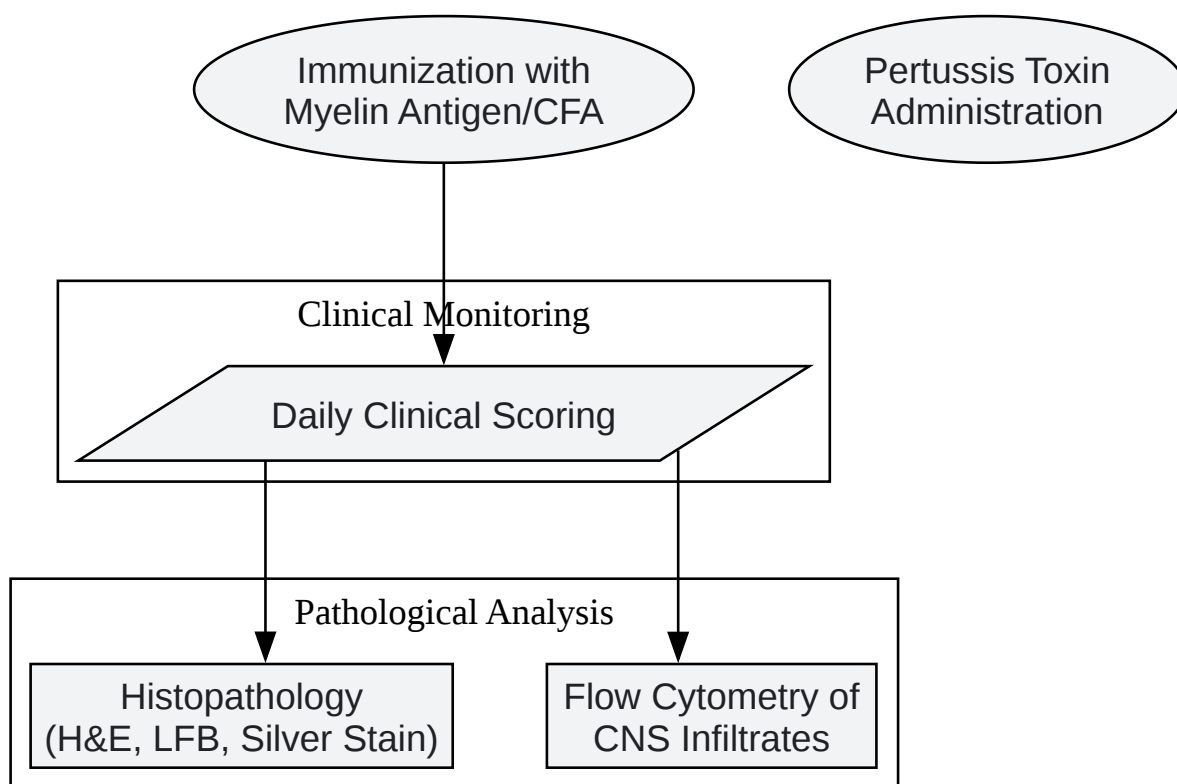 Immunization with
Myelin Antigen/CFA
Pertussis Toxin
Administration
Clinical Monitoring
Daily Clinical Scoring
Pathological Analysis
Histopathology
(H&E, LFB, Silver Stain)
Flow Cytometry of
CNS Infiltrates